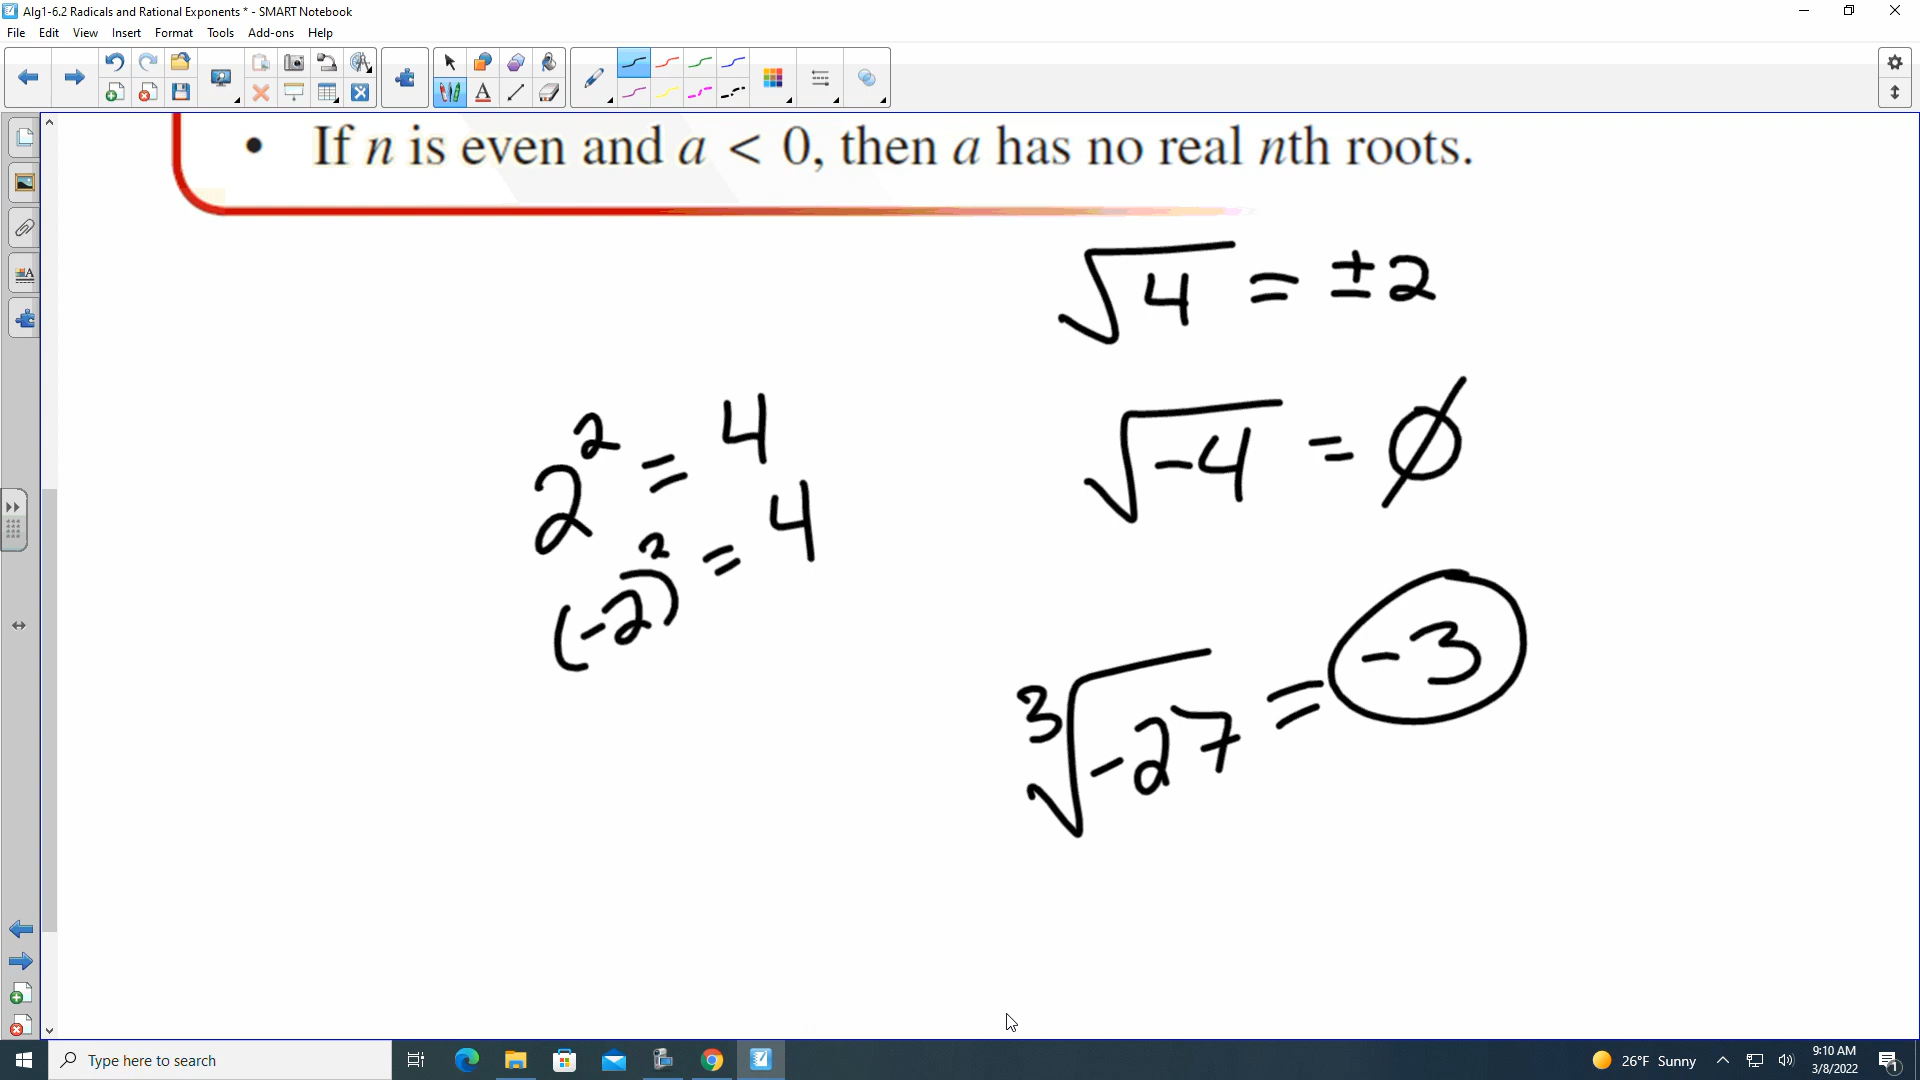 Alg1-6.2 Radicals and Rational Exponents * - SMART Notebook
File Edit View Insert Format Tools Add-ons Help
• If n is even and a < 0, then a has no real nth roots.
√4 = ±2
√-4 = ∅
2² = 4
(-2)² = 4
³√-27 = -3
Type here to search
26°F Sunny
9:10 AM
3/8/2022
1